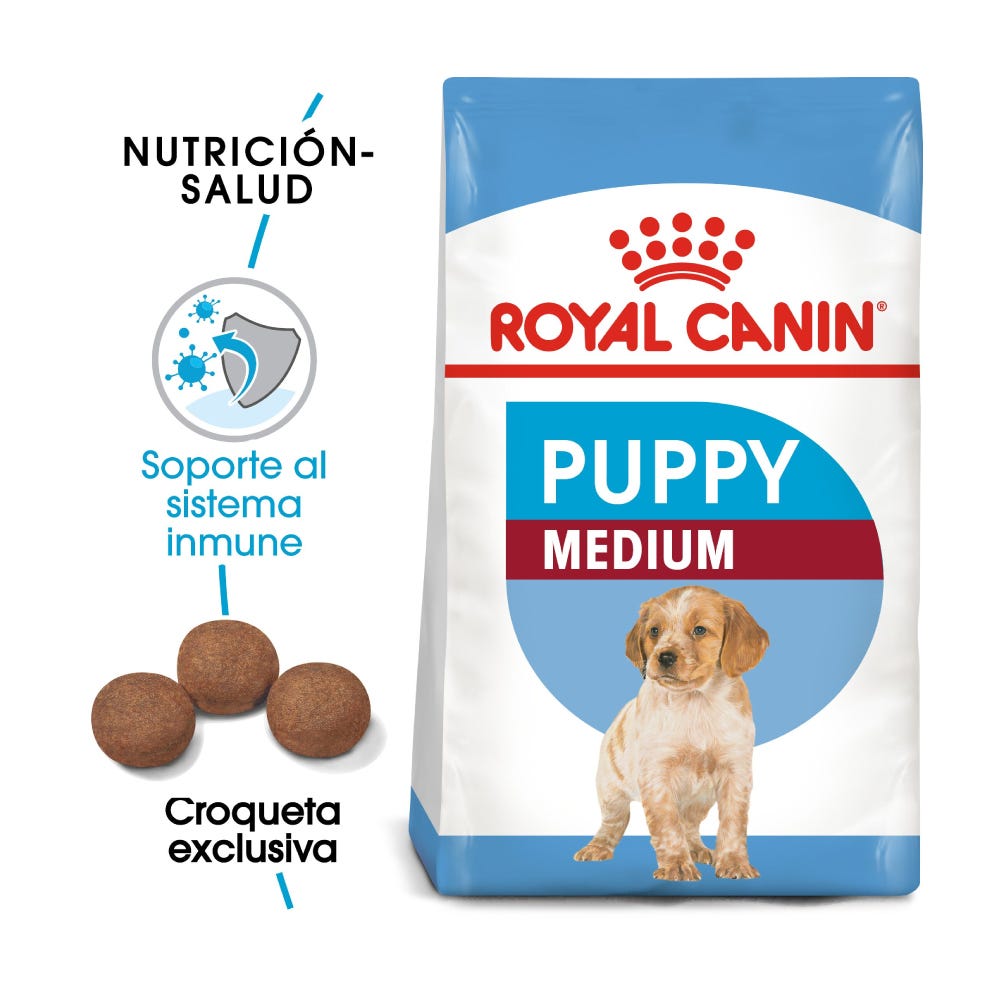 NUTRICIÓN-
SALUD
Soporte al
sistema
inmune
Croqueta
exclusiva
ROYAL CANIN®
PUPPY
MEDIUM